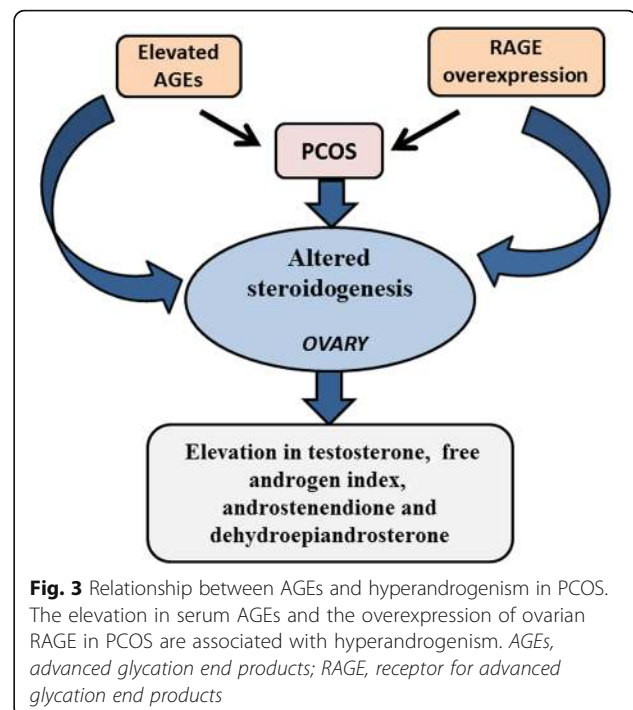 Elevated
AGEs
RAGE
overexpression
PCOS
Altered
steroidogenesis
OVARY
Elevation in testosterone, free
androgen index,
androstenendione and
dehydroepiandrosterone
Fig. 3 Relationship between AGEs and hyperandrogenism in PCOS.
The elevation in serum AGEs and the overexpression of ovarian
RAGE in PCOS are associated with hyperandrogenism. AGEs,
advanced glycation end products; RAGE, receptor for advanced
glycation end products